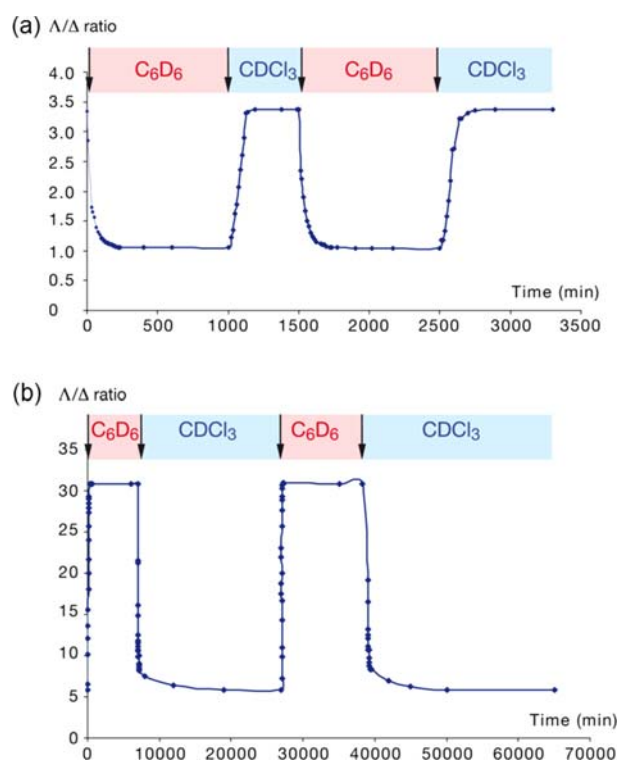 (a) Λ/Δ ratio
C6D6 CDCl3 C6D6 CDCl3
4.0
3.5
3.0
2.5
2.0
1.5
1.0
0.5
0
Time (min)
0 500 1000 1500 2000 2500 3000 3500
(b) Λ/Δ ratio
C6D6 CDCl3 C6D6 CDCl3
35
30
25
20
15
10
5
0
Time (min)
0 10000 20000 30000 40000 50000 60000 70000